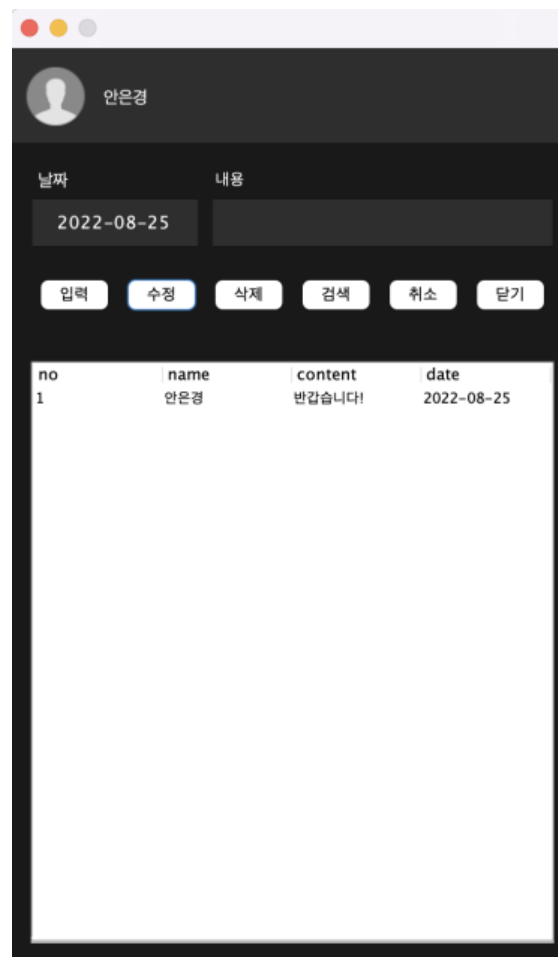 안은경
날짜 내용
2022-08-25
입력 수정 삭제 검색 취소 닫기
no name content date
1 안은경 반갑습니다! 2022-08-25